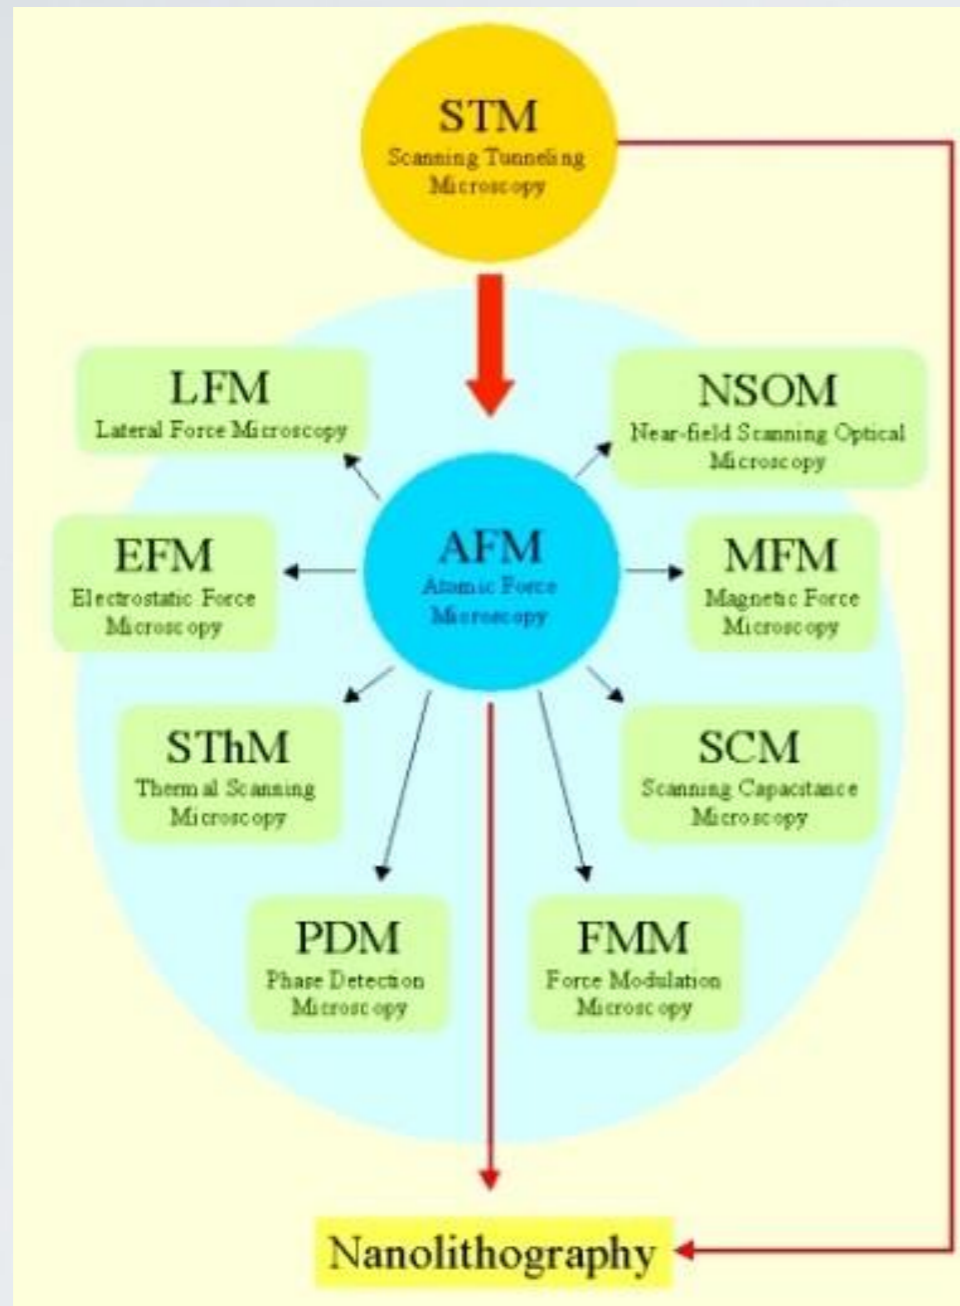 STM
Scanning Tunneling
Microscopy
LFM
Lateral Force Microscopy
NSOM
Near-field Scanning Optical
Microscopy
AFM
Atomic Force
Microscopy
EFM
Electrostatic Force
Microscopy
MFM
Magnetic Force
Microscopy
SThM
Thermal Scanning
Microscopy
SCM
Scanning Capacitance
Microscopy
PDM
Phase Detection
Microscopy
FMM
Force Modulation
Microscopy
Nanolithography